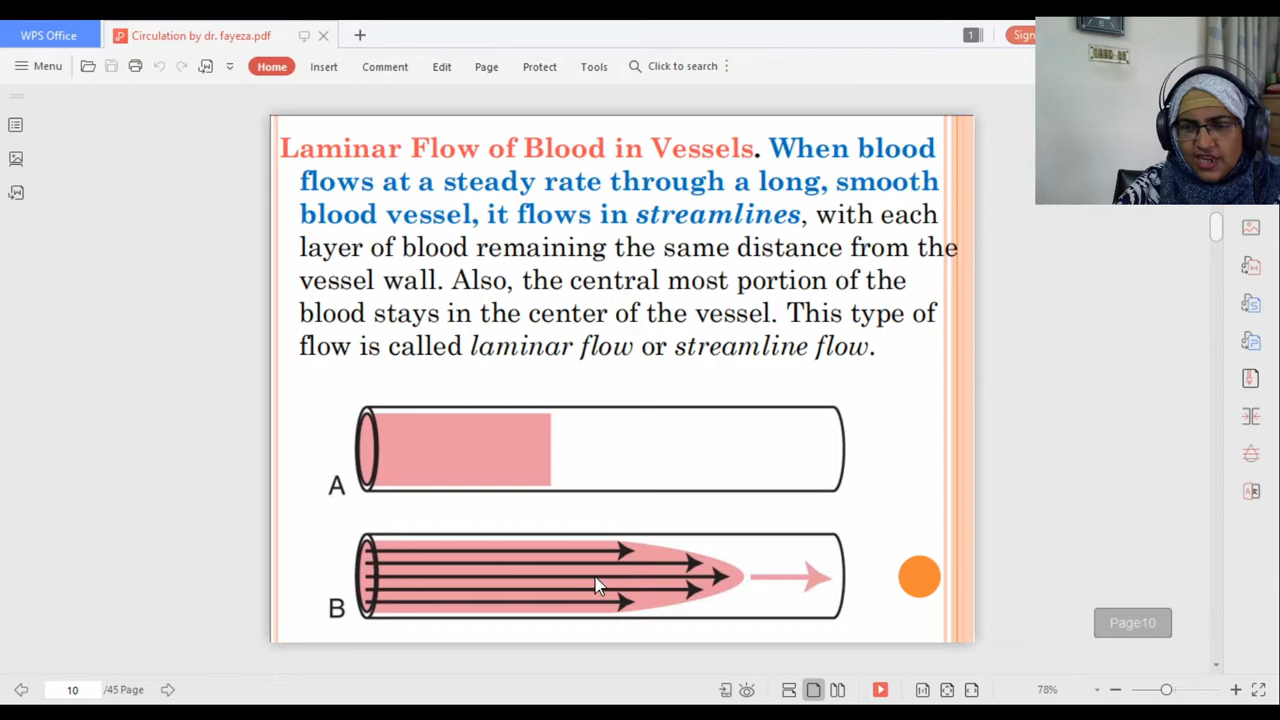 WPS Office
Circulation by dr. fayeza.pdf
1
Sign
Menu
Home
Insert
Comment
Edit
Page
Protect
Tools
Click to search
Laminar Flow of Blood in Vessels. When blood
flows at a steady rate through a long, smooth
blood vessel, it flows in streamlines, with each
layer of blood remaining the same distance from the
vessel wall. Also, the central most portion of the
blood stays in the center of the vessel. This type of
flow is called laminar flow or streamline flow.
A
B
Page10
10
/45 Page
78%